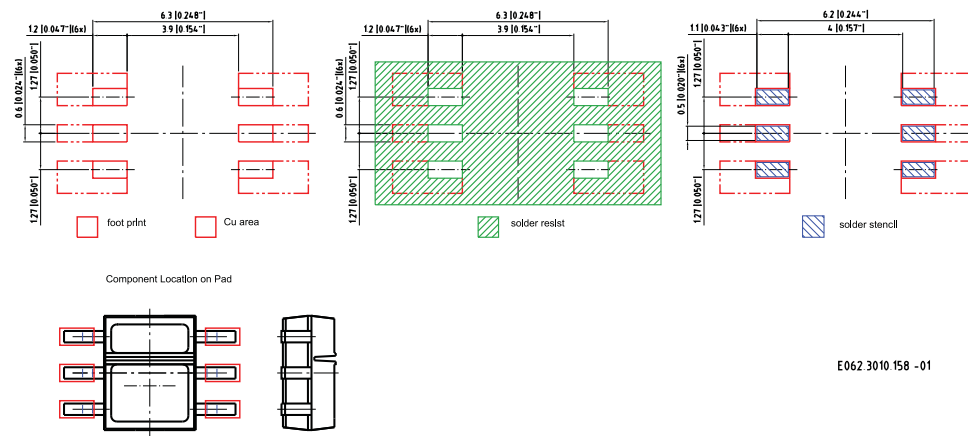 6.3 [0.248"]
1.2 [0.047"](6x)
3.9 [0.154"]
1.27 [0.050"]
0.6 [0.024"](6x)
1.27 [0.050"]
foot print
Cu area
6.3 [0.248"]
1.2 [0.047"](6x)
3.9 [0.154"]
1.27 [0.050"]
0.6 [0.024"](6x)
1.27 [0.050"]
solder resist
6.2 [0.244"]
1.1 [0.043"](6x)
4 [0.157"]
1.27 [0.050"]
0.5 [0.020"](6x)
1.27 [0.050"]
solder stencil
Component Location on Pad
E062.3010.158 -01